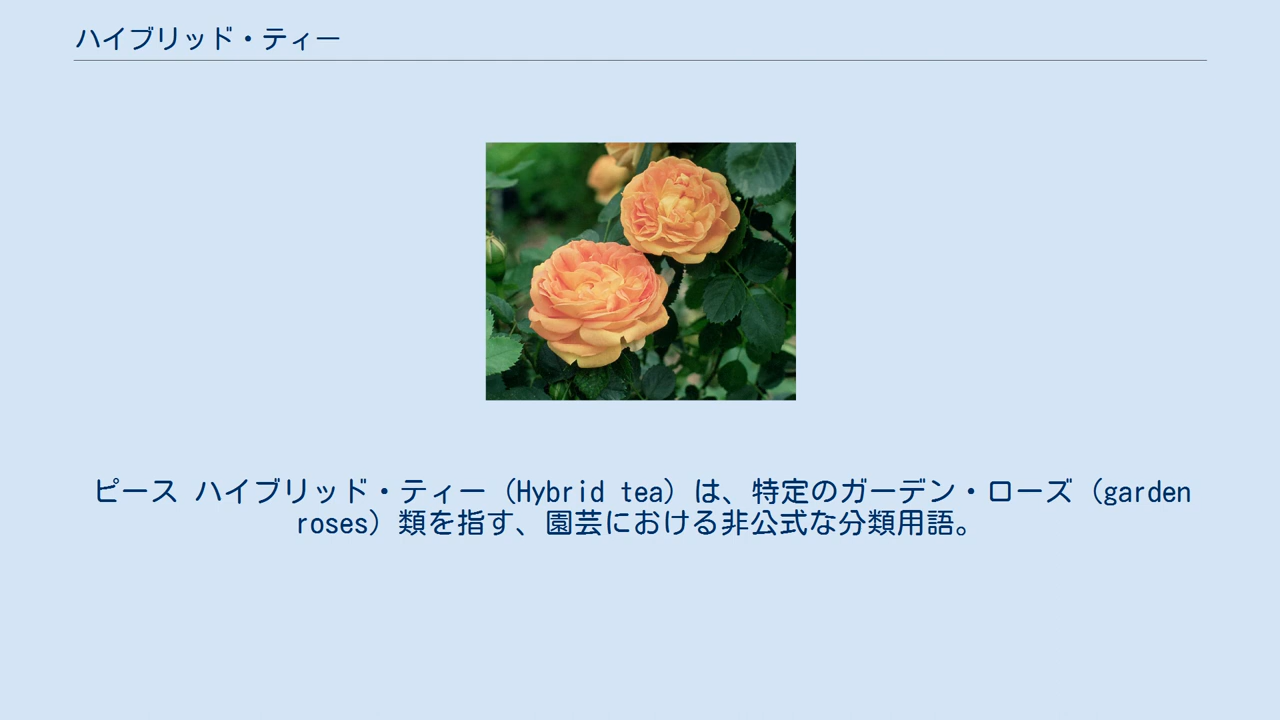 ハイブリッド・ティー
ピース ハイブリッド・ティー（Hybrid tea）は、特定のガーデン・ローズ（garden
roses）類を指す、園芸における非公式な分類用語。